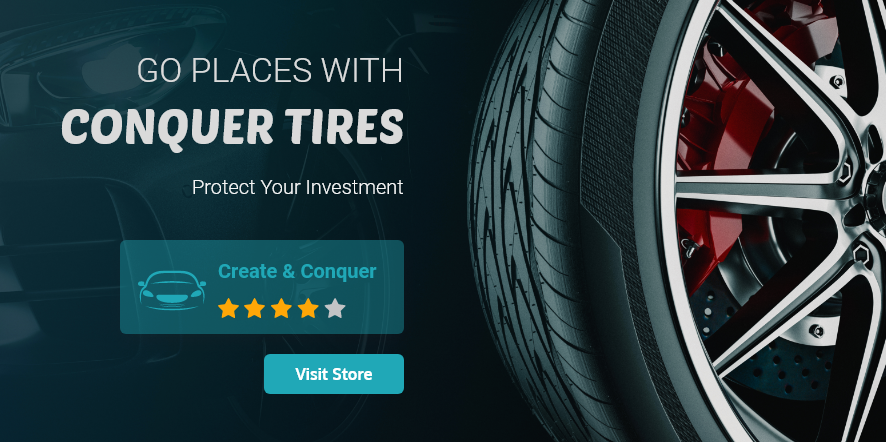 GO PLACES WITH
CONQUER TIRES
Protect Your Investment
Create & Conquer
Visit Store